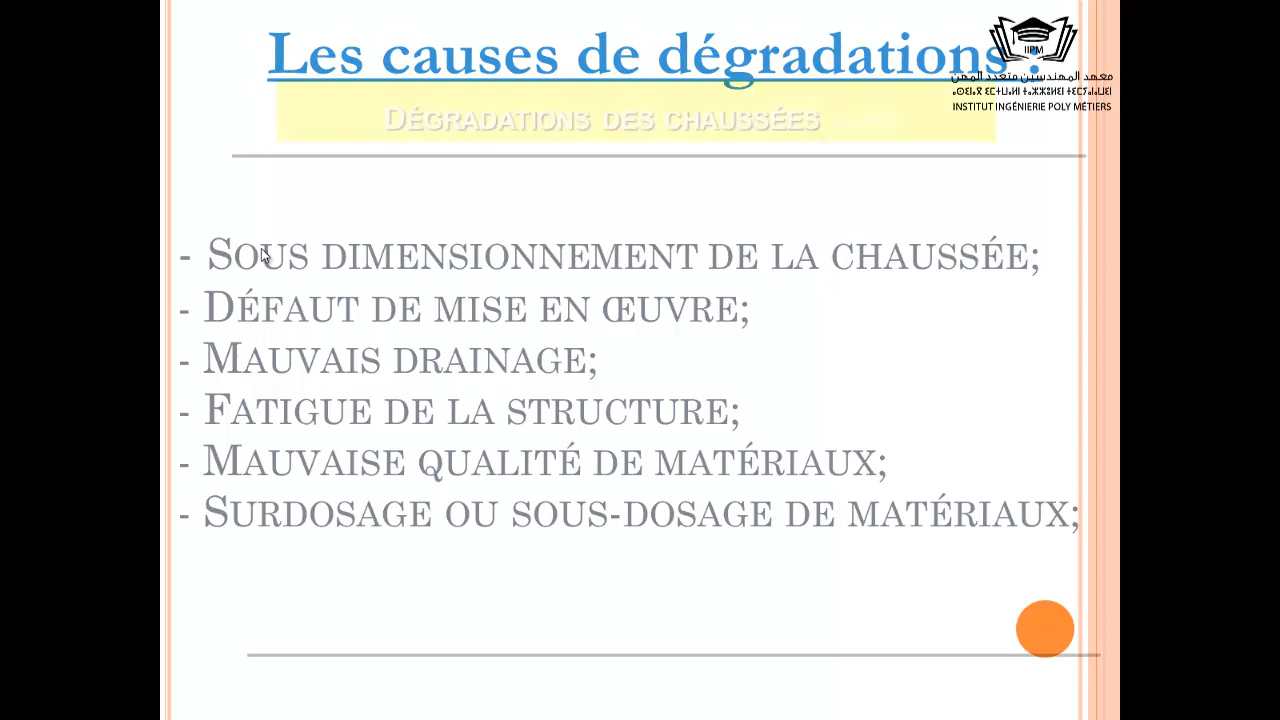 Les causes de dégradations :
IIPM
معهد المهندسين متعدد المهن
INSTITUT INGÉNIERIE POLY MÉTIERS
DÉGRADATIONS DES CHAUSSÉES
- SOUS DIMENSIONNEMENT DE LA CHAUSSÉE;
- DÉFAUT DE MISE EN ŒUVRE;
- MAUVAIS DRAINAGE;
- FATIGUE DE LA STRUCTURE;
- MAUVAISE QUALITÉ DE MATÉRIAUX;
- SURDOSAGE OU SOUS-DOSAGE DE MATÉRIAUX;